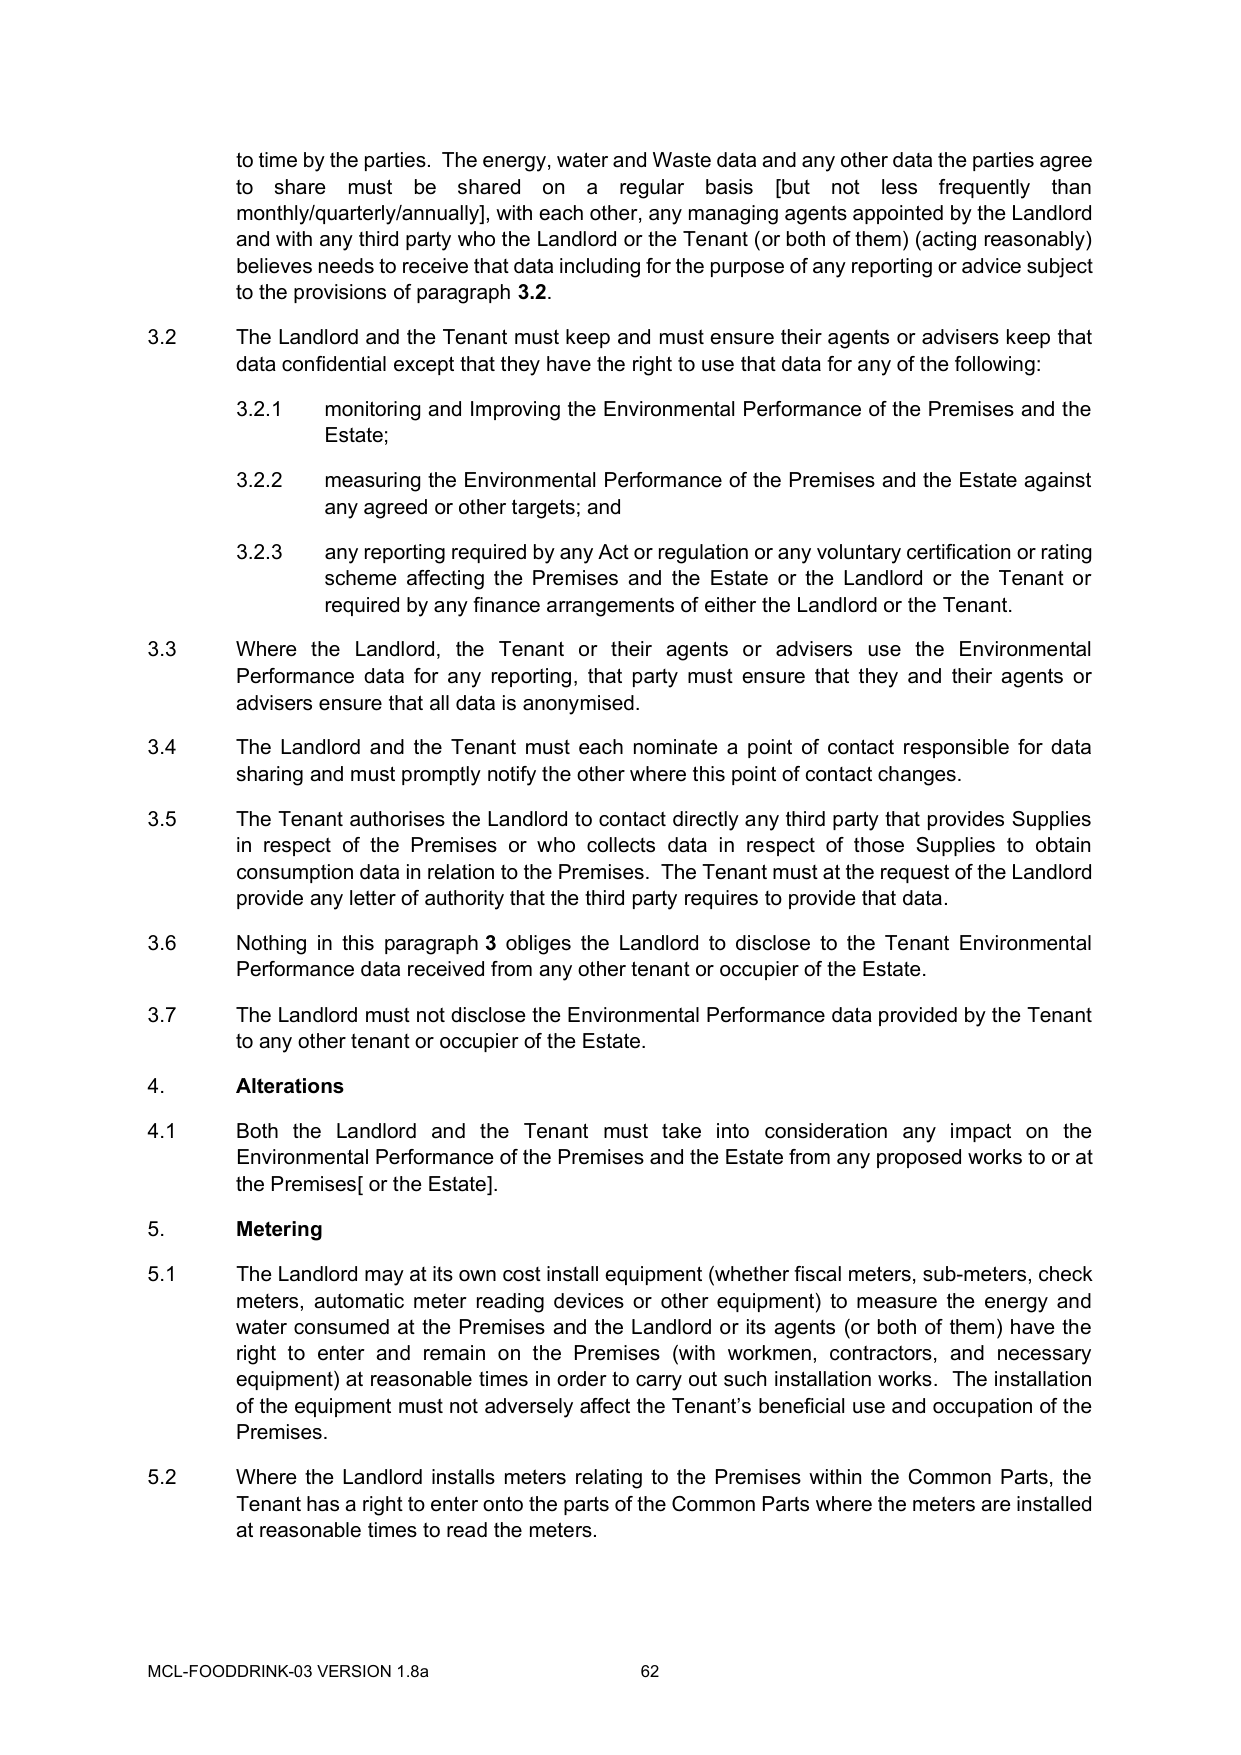 to time by the parties.  The energy, water and Waste data and any other data the parties agree
to share must be shared on a regular basis [but not less frequently than
monthly/quarterly/annually], with each other, any managing agents appointed by the Landlord
and with any third party who the Landlord or the Tenant (or both of them) (acting reasonably)
believes needs to receive that data including for the purpose of any reporting or advice subject
to the provisions of paragraph 3.2.
3.2 The Landlord and the Tenant must keep and must ensure their agents or advisers keep that
data confidential except that they have the right to use that data for any of the following:
3.2.1 monitoring and Improving the Environmental Performance of the Premises and the
Estate;
3.2.2 measuring the Environmental Performance of the Premises and the Estate against
any agreed or other targets; and
3.2.3 any reporting required by any Act or regulation or any voluntary certification or rating
scheme affecting the Premises and the Estate or the Landlord or the Tenant or
required by any finance arrangements of either the Landlord or the Tenant.
3.3 Where the Landlord, the Tenant or their agents or advisers use the Environmental
Performance data for any reporting, that party must ensure that they and their agents or
advisers ensure that all data is anonymised.
3.4 The Landlord and the Tenant must each nominate a point of contact responsible for data
sharing and must promptly notify the other where this point of contact changes.
3.5 The Tenant authorises the Landlord to contact directly any third party that provides Supplies
in respect of the Premises or who collects data in respect of those Supplies to obtain
consumption data in relation to the Premises.  The Tenant must at the request of the Landlord
provide any letter of authority that the third party requires to provide that data.
3.6 Nothing in this paragraph 3 obliges the Landlord to disclose to the Tenant Environmental
Performance data received from any other tenant or occupier of the Estate.
3.7 The Landlord must not disclose the Environmental Performance data provided by the Tenant
to any other tenant or occupier of the Estate.
4. Alterations
4.1 Both the Landlord and the Tenant must take into consideration any impact on the
Environmental Performance of the Premises and the Estate from any proposed works to or at
the Premises[ or the Estate].
5. Metering
5.1 The Landlord may at its own cost install equipment (whether fiscal meters, sub-meters, check
meters, automatic meter reading devices or other equipment) to measure the energy and
water consumed at the Premises and the Landlord or its agents (or both of them) have the
right to enter and remain on the Premises (with workmen, contractors, and necessary
equipment) at reasonable times in order to carry out such installation works.  The installation
of the equipment must not adversely affect the Tenant’s beneficial use and occupation of the
Premises.
5.2 Where the Landlord installs meters relating to the Premises within the Common Parts, the
Tenant has a right to enter onto the parts of the Common Parts where the meters are installed
at reasonable times to read the meters.
MCL-FOODDRINK-03 VERSION 1.8a 62